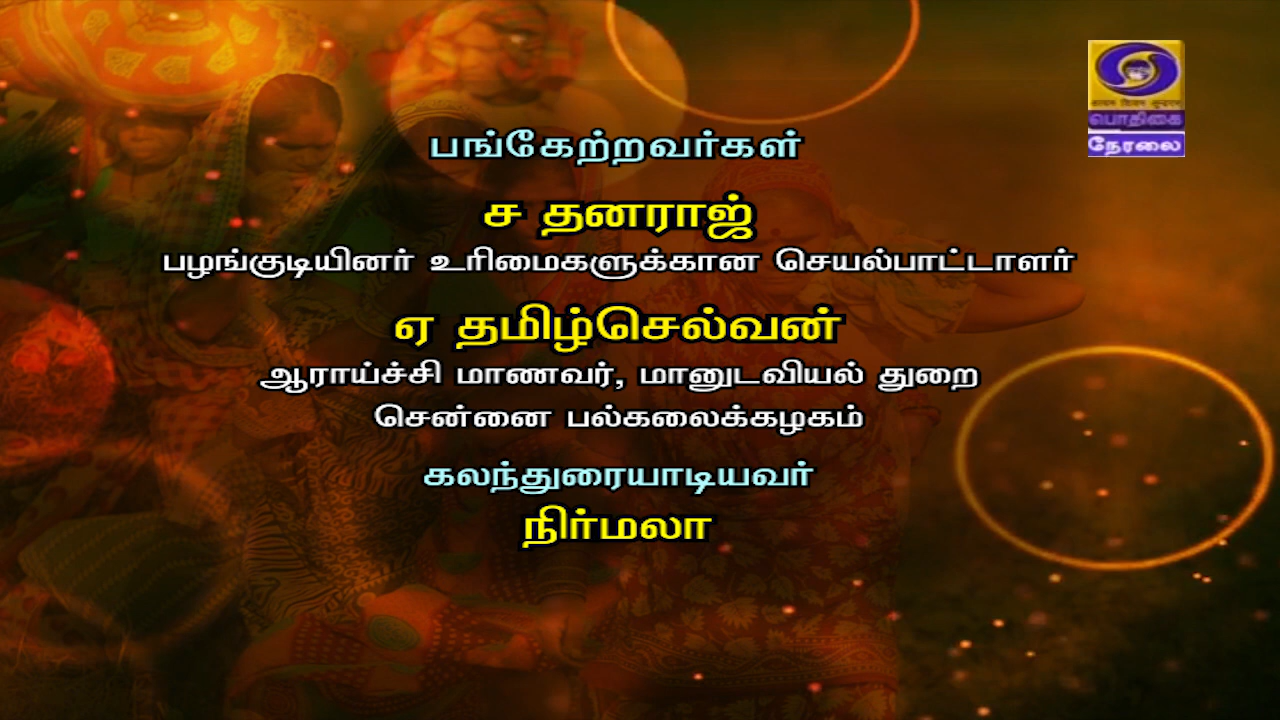 பங்கேற்றவர்கள்
ச தனராஜ்
பழங்குடியினர் உரிமைகளுக்கான செயல்பாட்டாளர்
ஏ தமிழ்செல்வன்
ஆராய்ச்சி மாணவர், மானுடவியல் துறை
சென்னை பல்கலைக்கழகம்
கலந்துரையாடியவர்
நிர்மலா
பொதிகை
நேரலை